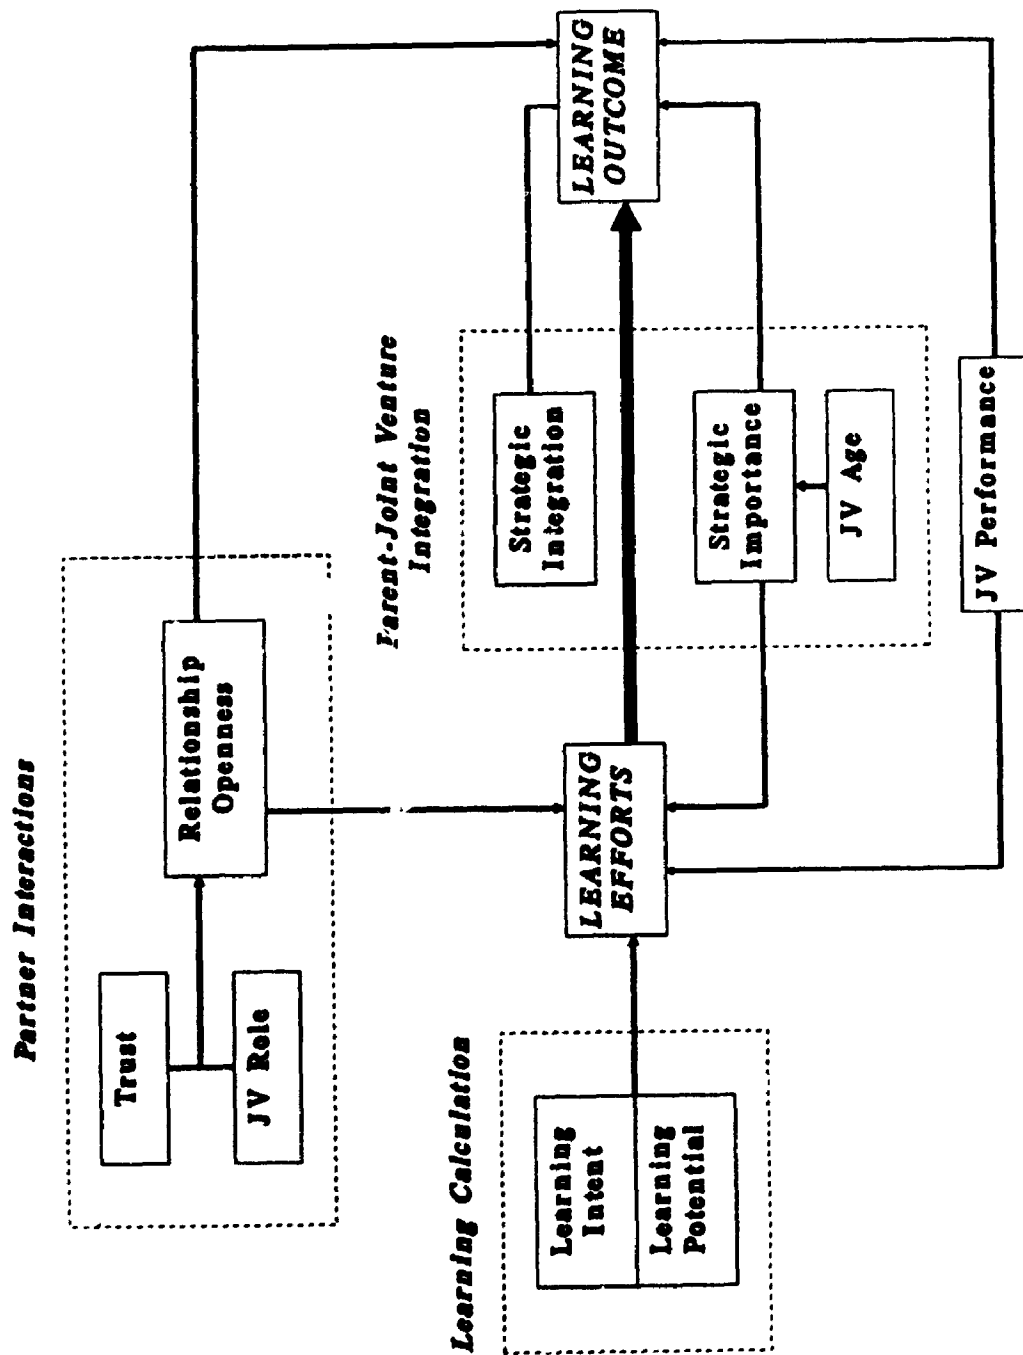 Partner Interactions
Trust
JV Role
Relationship
Openness
Parent-Joint Venture
Integration
Learning Calculation
Learning
Intent
Learning
Potential
LEARNING
EFFORTS
Strategic
Integration
Strategic
Importance
JV Age
LEARNING
OUTCOME
JV Performance